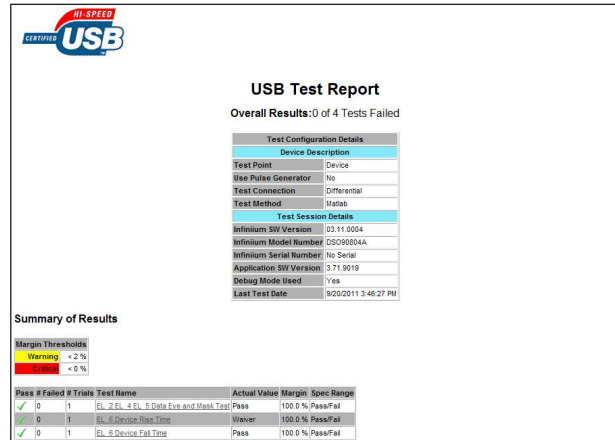 HI-SPEED
CERTIFIED USB
USB Test Report
Overall Results:0 of 4 Tests Failed
Test Configuration Details
Device Description
Test Point Device
Use Pulse Generator No
Test Connection Differential
Test Method Matlab
Test Session Details
Infiniium SW Version 03.11.0004
Infiniium Model Number DSO90804A
Infiniium Serial Number No Serial
Application SW Version 3.71.9019
Debug Mode Used Yes
Last Test Date 9/20/2011 3:46:27 PM
Summary of Results
Margin Thresholds
Warning < 2 %
Critical < 0 %
Pass # Failed # Trials Test Name Actual Value Margin Spec Range
0 1 EL_2 EL_4 EL_5 Data Eye and Mask Test Pass 100.0 % Pass/Fail
0 1 EL_6 Device Rise Time Waiver 100.0 % Pass/Fail
0 1 EL_6 Device Fall Time Pass 100.0 % Pass/Fail